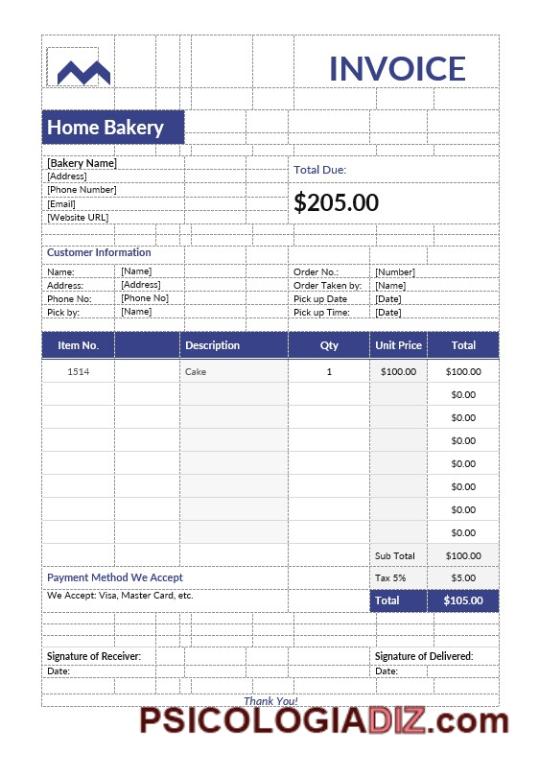 INVOICE
Home Bakery
[Bakery Name]
[Address]
[Phone Number]
[Email]
[Website URL]
Total Due:
$205.00
Customer Information
Name: [Name] Order No.: [Number]
Address: [Address] Order Taken by: [Name]
Phone No: [Phone No] Pick up Date [Date]
Pick by: [Name] Pick up Time: [Date]
Item No. Description Qty Unit Price Total
1514 Cake 1 $100.00 $100.00
$0.00
$0.00
$0.00
$0.00
$0.00
$0.00
$0.00
Sub Total $100.00
Payment Method We Accept Tax 5% $5.00
We Accept: Visa, Master Card, etc. Total $105.00
Signature of Receiver: Signature of Delivered:
Date: Date:
Thank You!
PSICOLOGIADIZ.com